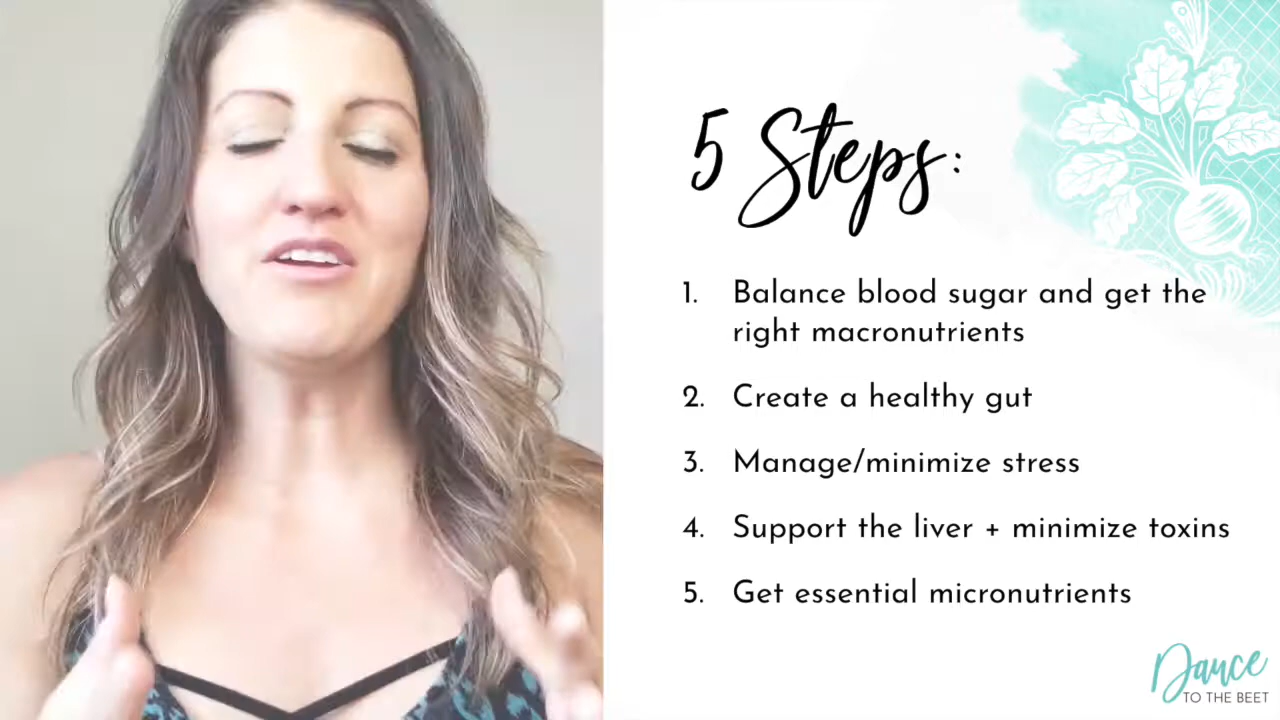 5 Steps:
1. Balance blood sugar and get the
right macronutrients
2. Create a healthy gut
3. Manage/minimize stress
4. Support the liver + minimize toxins
5. Get essential micronutrients
Dance
TO THE BEET